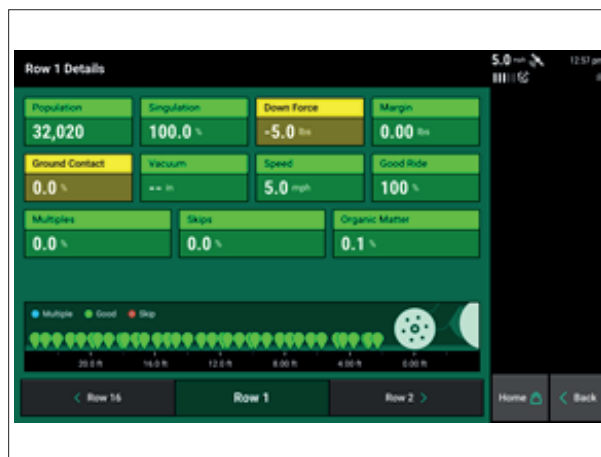 Row 1 Details
5.0 mph 12:57 pm
Population Singulation Down Force Margin
32,020 100.0 % -5.0 lbs 0.00 lbs
Ground Contact Vacuum Speed Good Ride
0.0 % -- in 5.0 mph 100 %
Multiples Skips Organic Matter
0.0 % 0.0 % 0.1 %
Multiple Good Skip
20.0 ft 16.0 ft 12.0 ft 8.00 ft 4.00 ft 0.00 ft
< Row 16 Row 1 Row 2 > Home < Back